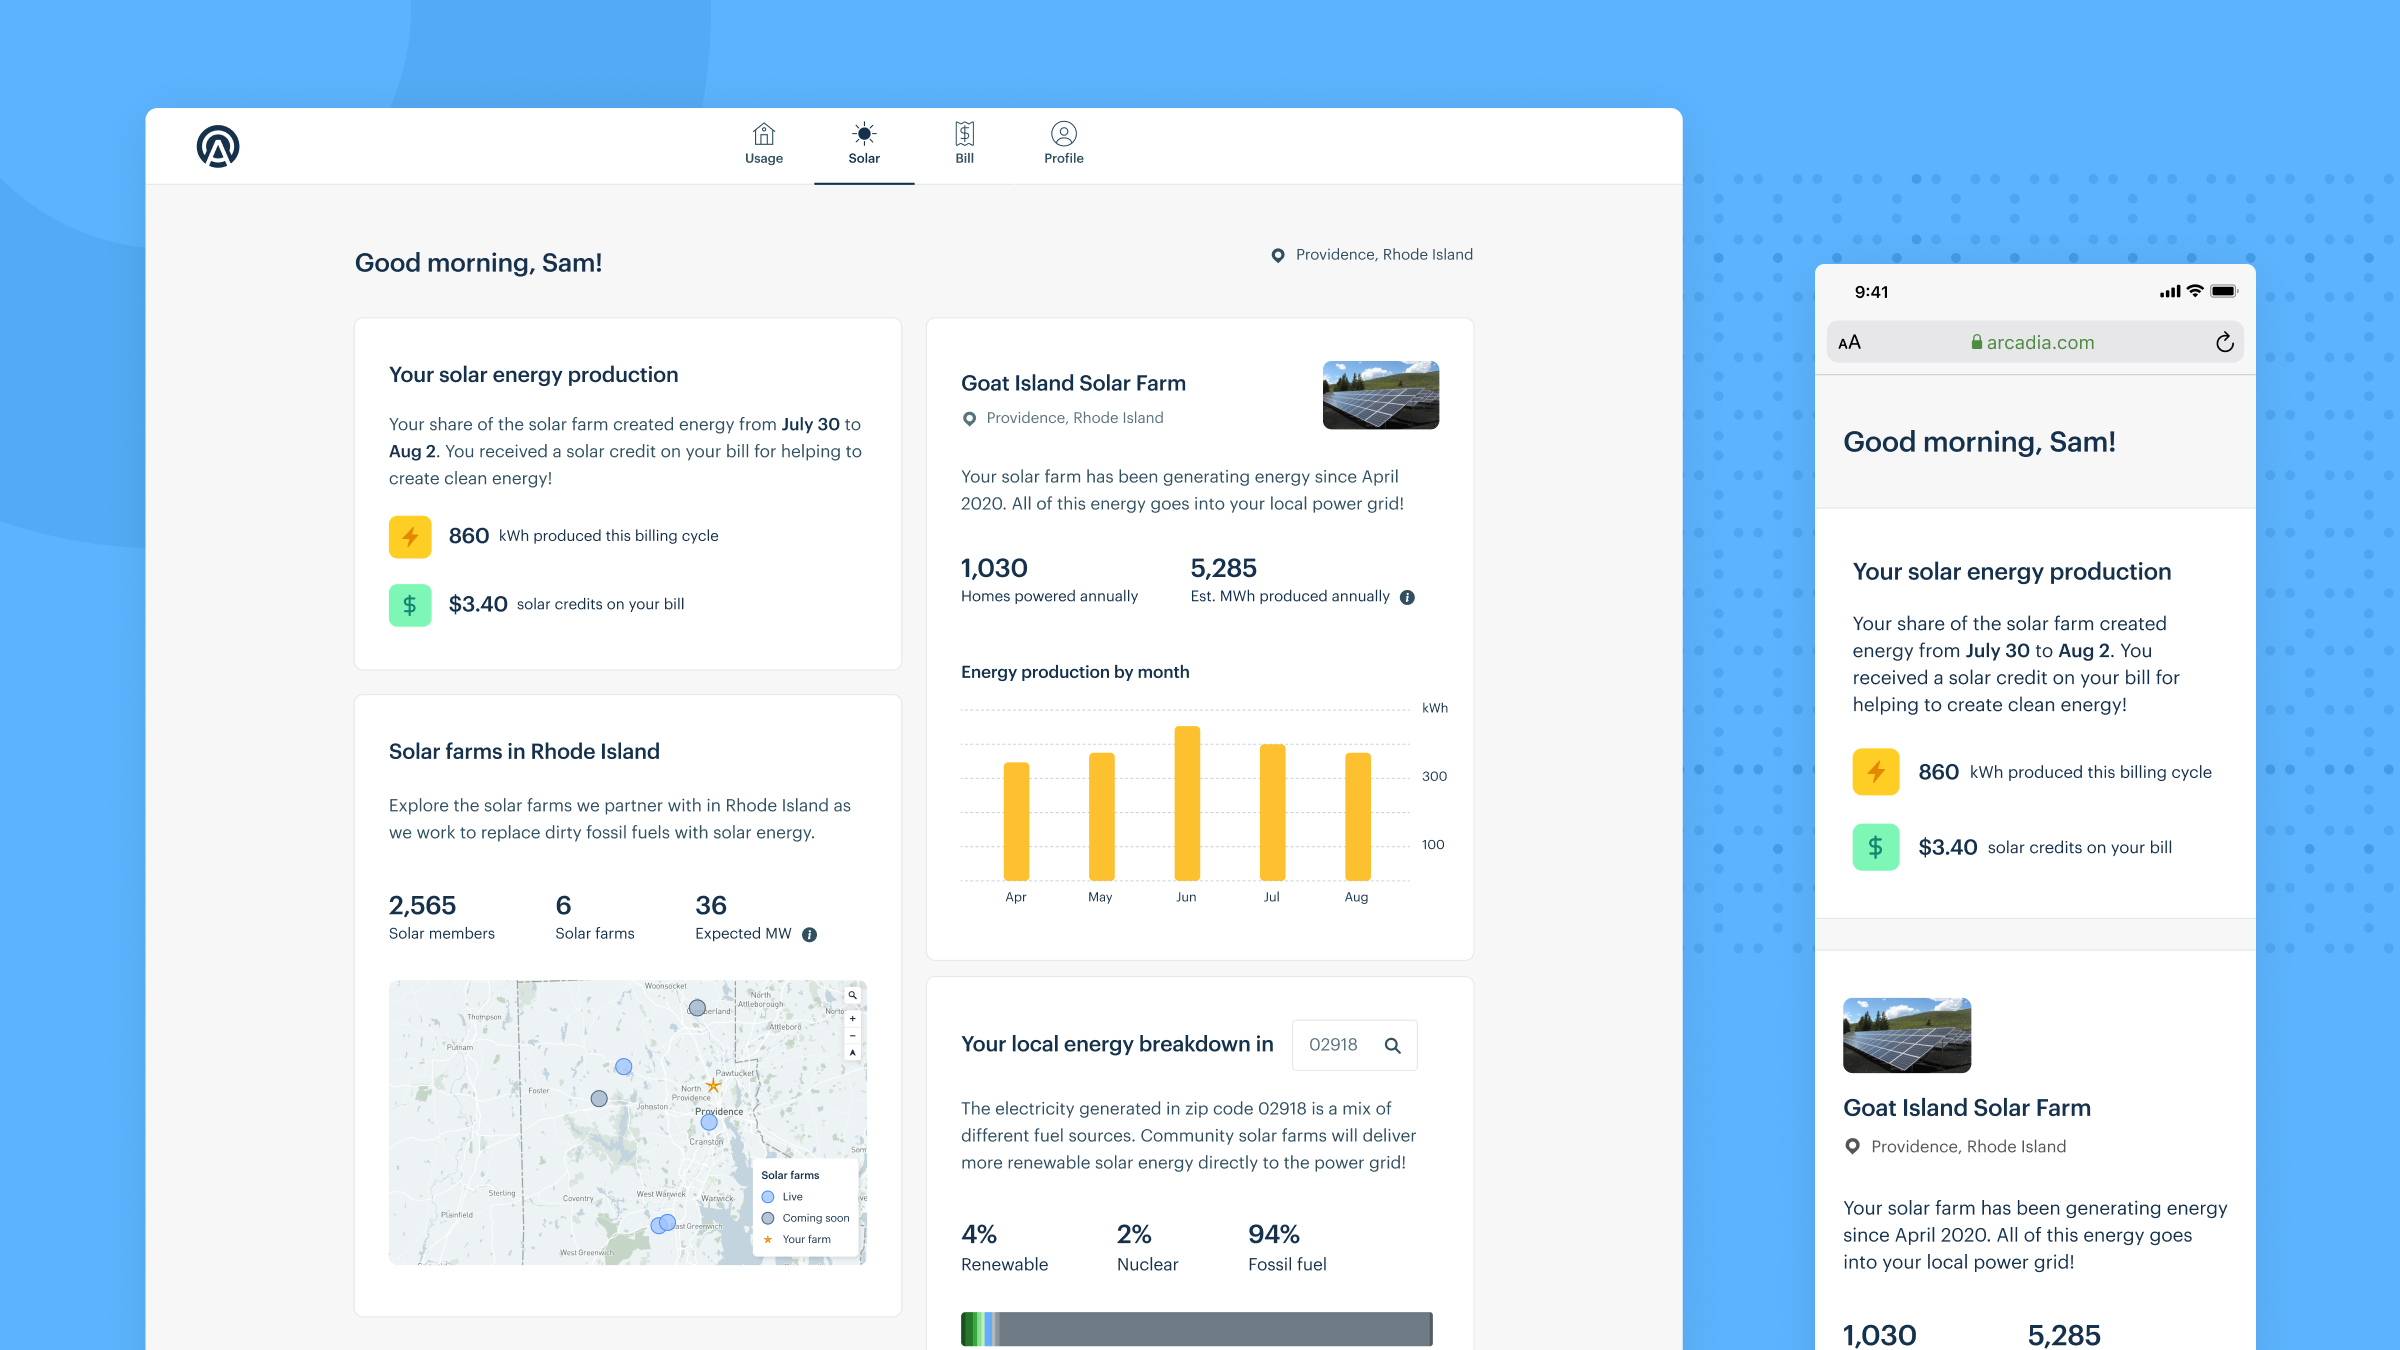 Usage
Solar
Bill
Profile
Good morning, Sam!
Providence, Rhode Island
Your solar energy production
Your share of the solar farm created energy from July 30 to
Aug 2. You received a solar credit on your bill for helping to
create clean energy!
860 kWh produced this billing cycle
$3.40 solar credits on your bill
Solar farms in Rhode Island
Explore the solar farms we partner with in Rhode Island as
we work to replace dirty fossil fuels with solar energy.
2,565
Solar members
6
Solar farms
36
Expected MW
Woonsocket
North
Attleborough
Thompson
Attleboro
Putnam
Pawtucket
Foster
North
Providence
Johnston
Providence
Cranston
Sterling
Coventry
West Warwick
Warwick
Plainfield
West Greenwich
Solar farms
Live
Coming soon
Your farm
Goat Island Solar Farm
Providence, Rhode Island
Your solar farm has been generating energy since April
2020. All of this energy goes into your local power grid!
1,030
Homes powered annually
5,285
Est. MWh produced annually
Energy production by month
kWh
300
100
Apr
May
Jun
Jul
Aug
Your local energy breakdown in
02918
The electricity generated in zip code 02918 is a mix of
different fuel sources. Community solar farms will deliver
more renewable solar energy directly to the power grid!
4%
Renewable
2%
Nuclear
94%
Fossil fuel
9:41
AA
arcadia.com
Good morning, Sam!
Your solar energy production
Your share of the solar farm created
energy from July 30 to Aug 2. You
received a solar credit on your bill for
helping to create clean energy!
860 kWh produced this billing cycle
$3.40 solar credits on your bill
Goat Island Solar Farm
Providence, Rhode Island
Your solar farm has been generating energy
since April 2020. All of this energy goes
into your local power grid!
1,030
5,285